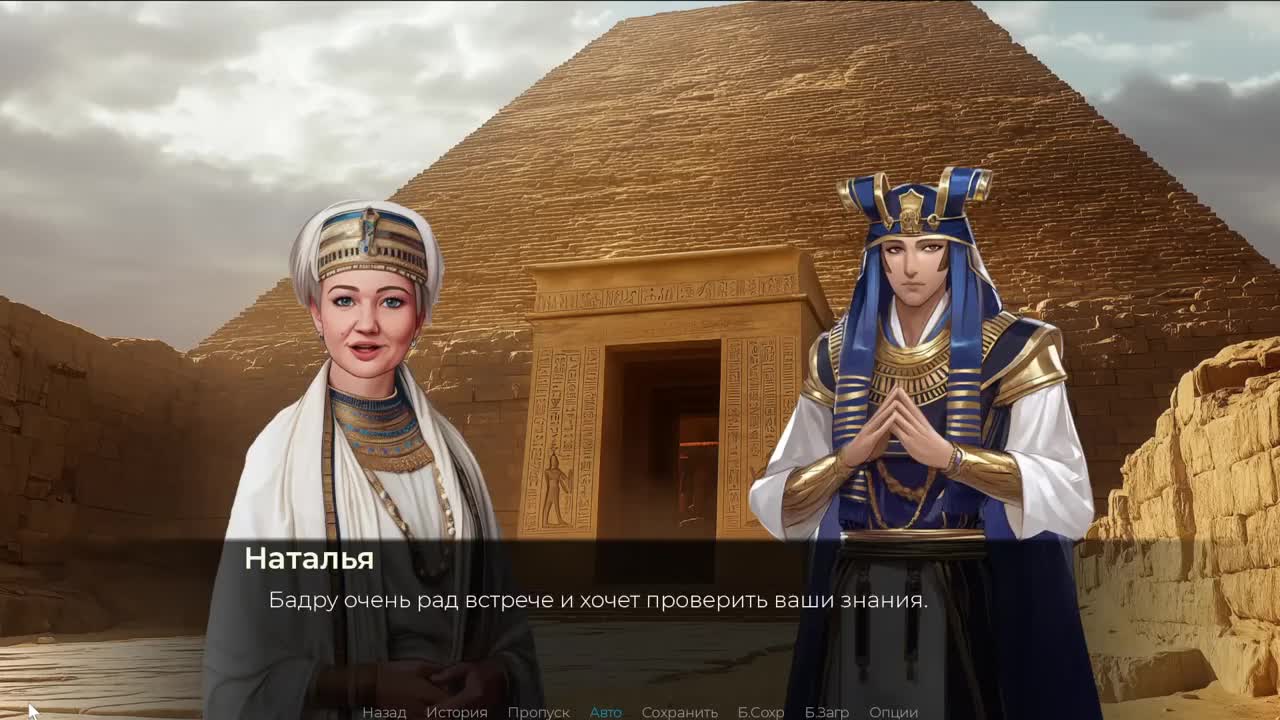 Наталья
Бадру очень рад встрече и хочет проверить ваши знания.
Назад История Пропуск Авто Сохранить Б.Сохр Б.Загр Опции